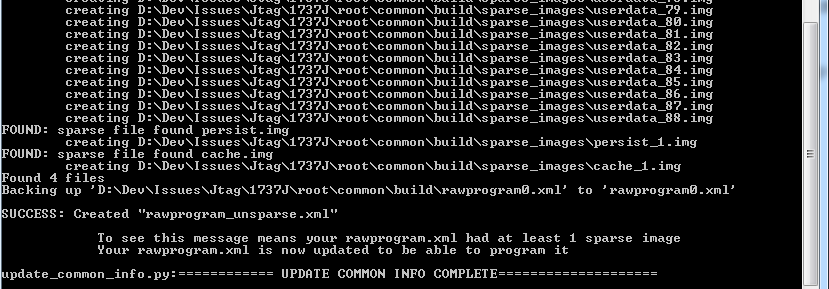 creating D:\Dev\Issues\Jtag\1737J\root\common\build\sparse_images\userdata_79.img
creating D:\Dev\Issues\Jtag\1737J\root\common\build\sparse_images\userdata_80.img
creating D:\Dev\Issues\Jtag\1737J\root\common\build\sparse_images\userdata_81.img
creating D:\Dev\Issues\Jtag\1737J\root\common\build\sparse_images\userdata_82.img
creating D:\Dev\Issues\Jtag\1737J\root\common\build\sparse_images\userdata_83.img
creating D:\Dev\Issues\Jtag\1737J\root\common\build\sparse_images\userdata_84.img
creating D:\Dev\Issues\Jtag\1737J\root\common\build\sparse_images\userdata_85.img
creating D:\Dev\Issues\Jtag\1737J\root\common\build\sparse_images\userdata_86.img
creating D:\Dev\Issues\Jtag\1737J\root\common\build\sparse_images\userdata_87.img
creating D:\Dev\Issues\Jtag\1737J\root\common\build\sparse_images\userdata_88.img
FOUND: sparse file found persist.img
creating D:\Dev\Issues\Jtag\1737J\root\common\build\sparse_images\persist_1.img
FOUND: sparse file found cache.img
creating D:\Dev\Issues\Jtag\1737J\root\common\build\sparse_images\cache_1.img
Found 4 files
Backing up 'D:\Dev\Issues\Jtag\1737J\root\common\build\rawprogram0.xml' to 'rawprogram0.xml'
SUCCESS: Created "rawprogram_unsparse.xml"
To see this message means your rawprogram.xml had at least 1 sparse image
Your rawprogram.xml is now updated to be able to program it
update_common_info.py:============ UPDATE COMMON INFO COMPLETE====================